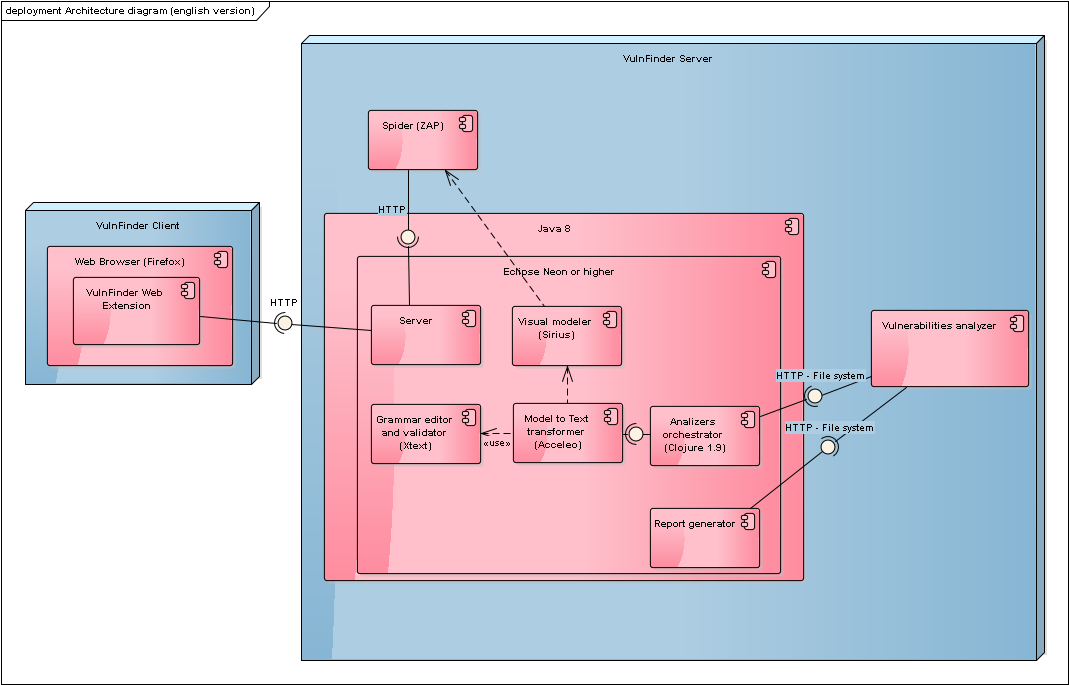 deployment Architecture diagram (english version)
VulnFinder Server
Spider (ZAP)
HTTP
VulnFinder Client
Java 8
Web Browser (Firefox)
Eclipse Neon or higher
VulnFinder Web
Extension
HTTP
Server
Visual modeler
(Sirius)
Vulnerabilities analyzer
HTTP - File system
Grammar editor
and validator
(Xtext)
«use»
Model to Text
transformer
(Acceleo)
Analizers
orchestrator
(Clojure 1.9)
HTTP - File system
Report generator